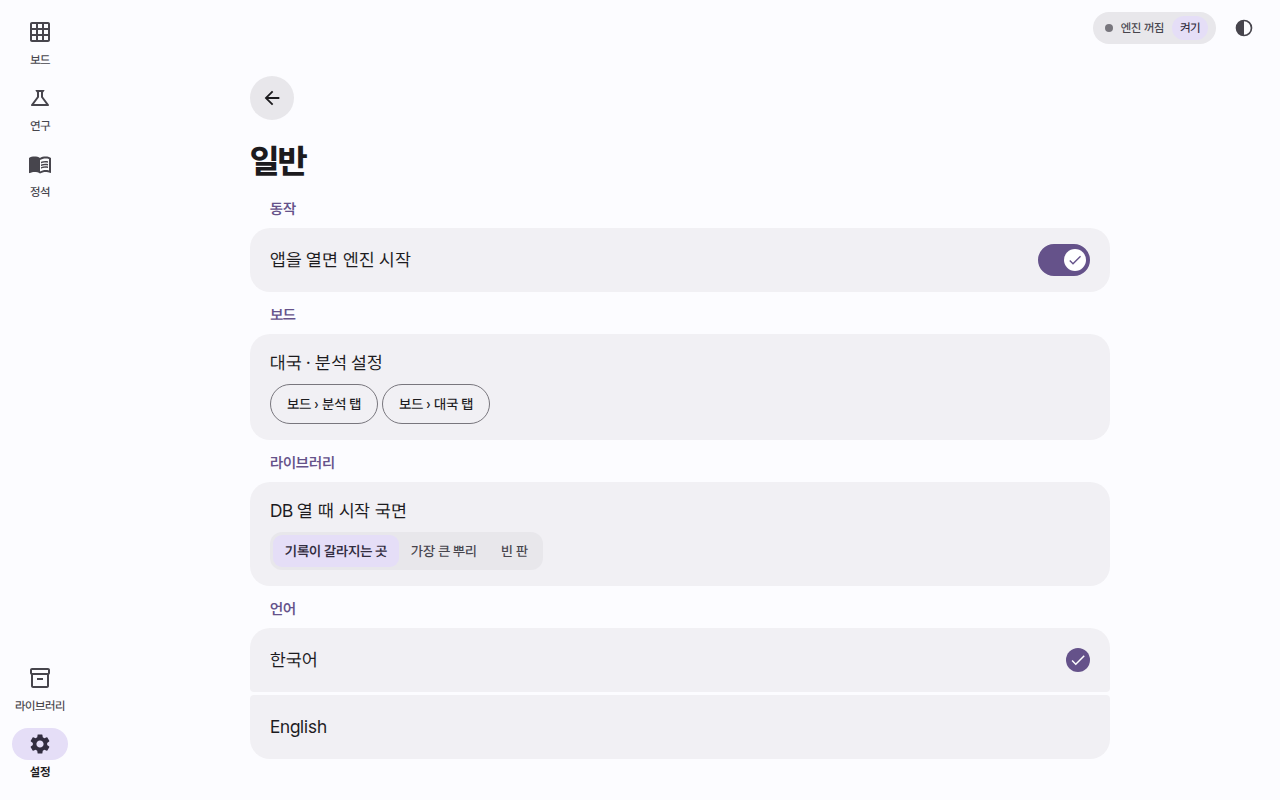 보드
연구
정석
라이브러리
설정
엔진 꺼짐 켜기
일반
동작
앱을 열면 엔진 시작
보드
대국 · 분석 설정
보드 › 분석 탭 보드 › 대국 탭
라이브러리
DB 열 때 시작 국면
기록이 갈라지는 곳 가장 큰 뿌리 빈 판
언어
한국어
English